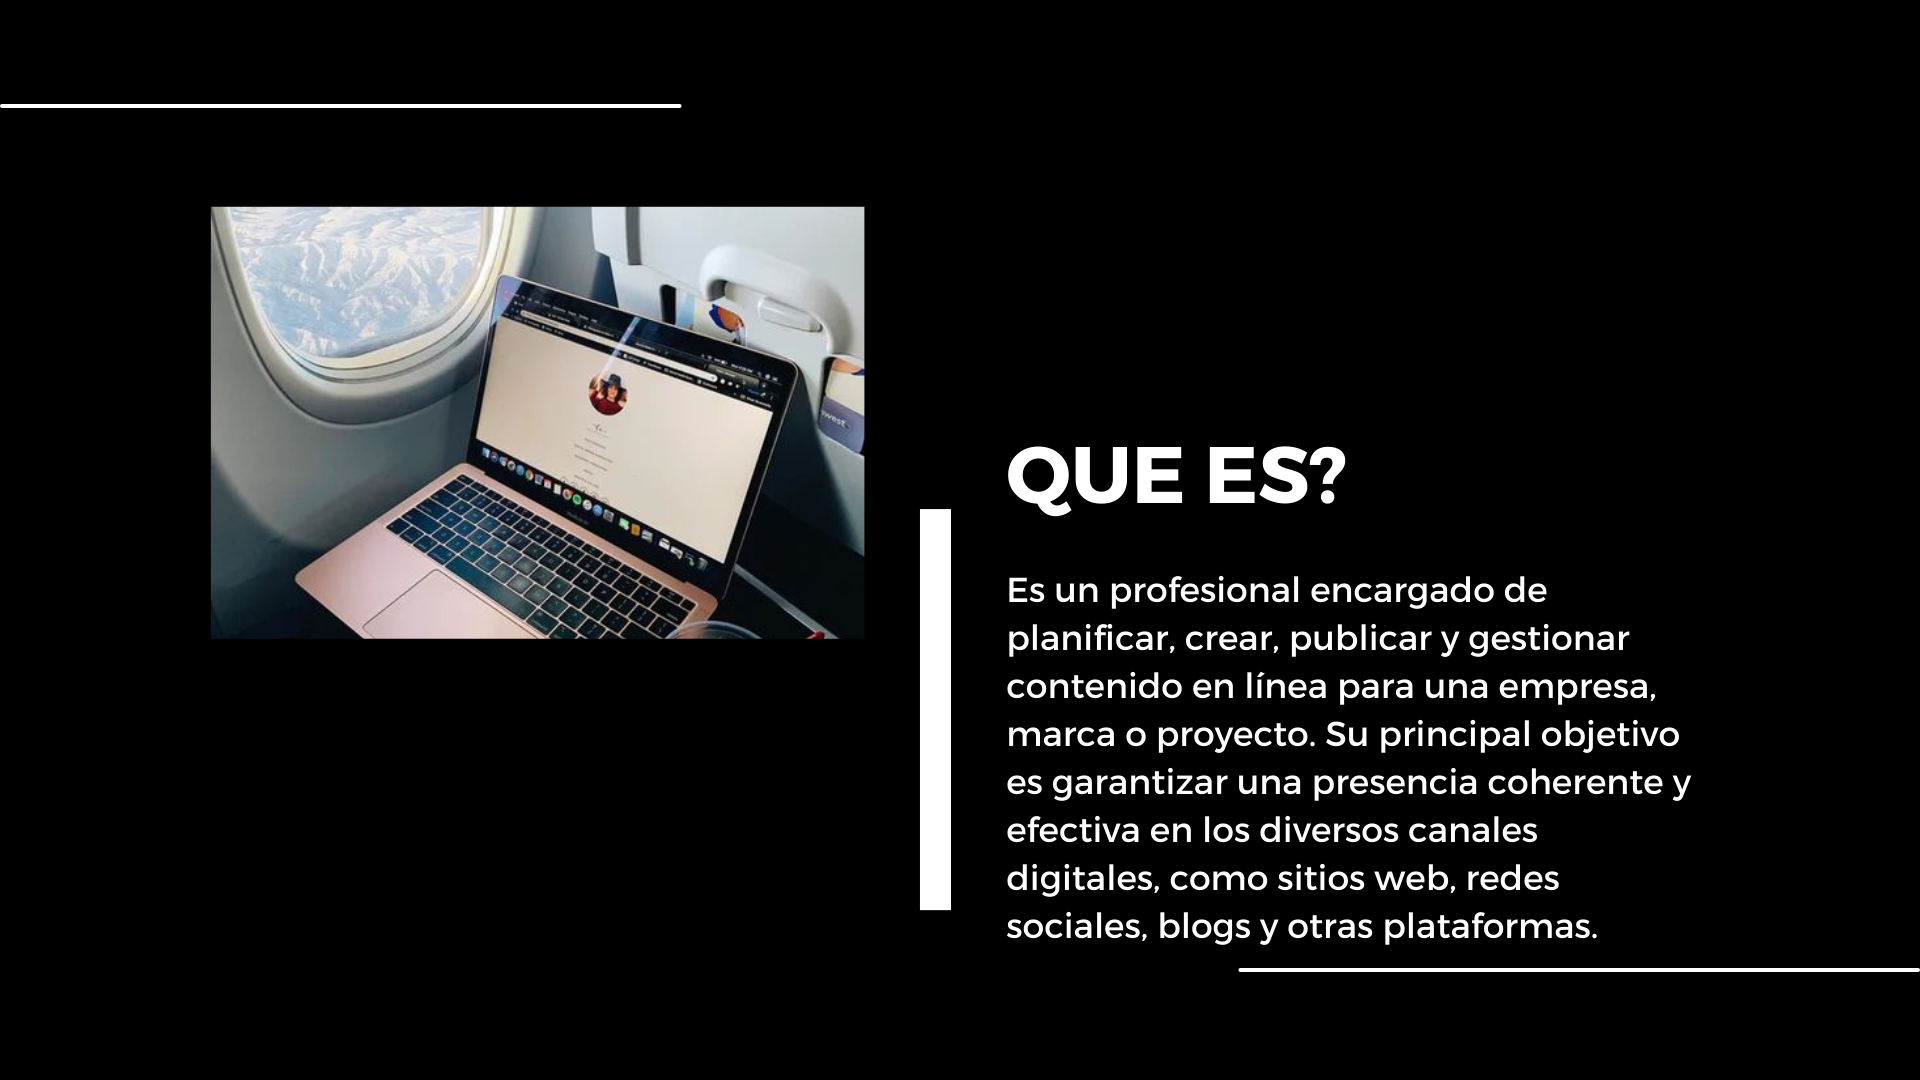 QUE ES?
Es un profesional encargado de
planificar, crear, publicar y gestionar
contenido en línea para una empresa,
marca o proyecto. Su principal objetivo
es garantizar una presencia coherente y
efectiva en los diversos canales
digitales, como sitios web, redes
sociales, blogs y otras plataformas.